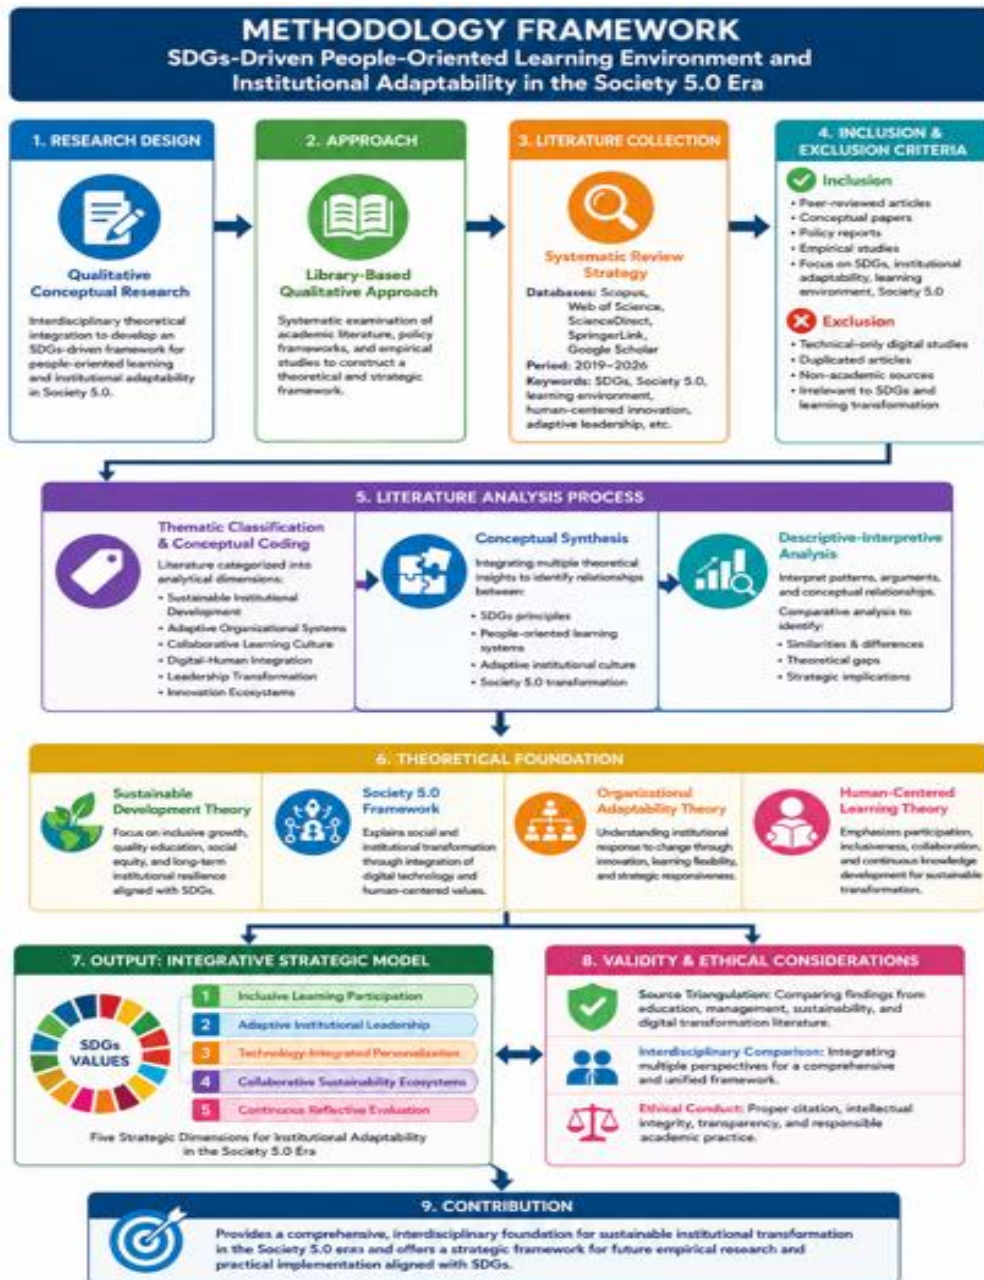 METHODOLOGY FRAMEWORK
SDGs-Driven People-Oriented Learning Environment and
Institutional Adaptability in the Society 5.0 Era
1. RESEARCH DESIGN
Qualitative
Conceptual Research
Interdisciplinary theoretical
integration to develop an
SDGs-driven framework for
people-oriented learning
and institutional adaptability
in Society 5.0.
2. APPROACH
Library-Based
Qualitative Approach
Systematic examination of
academic literature, policy
frameworks, and empirical
studies to construct a
theoretical and strategic
framework.
3. LITERATURE COLLECTION
Systematic Review
Strategy
Databases: Scopus,
Web of Science,
ScienceDirect,
SpringerLink,
Google Scholar
Period: 2019–2026
Keywords: SDGs, Society 5.0,
learning environment,
human-centered innovation,
adaptive leadership, etc.
4. INCLUSION &
EXCLUSION CRITERIA
Inclusion
• Peer-reviewed articles
• Conceptual papers
• Policy reports
• Empirical studies
• Focus on SDGs, institutional
adaptability, learning
environment, Society 5.0
Exclusion
• Technical-only digital studies
• Duplicated articles
• Non-academic sources
• Irrelevant to SDGs and
learning transformation
5. LITERATURE ANALYSIS PROCESS
Thematic Classification
& Conceptual Coding
Literature categorized into
analytical dimensions:
• Sustainable Institutional
Development
• Adaptive Organizational Systems
• Collaborative Learning Culture
• Digital-Human Integration
• Leadership Transformation
• Innovation Ecosystems
Conceptual Synthesis
Integrating multiple theoretical
insights to identify relationships
between:
• SDGs principles
• People-oriented learning
systems
• Adaptive institutional culture
• Society 5.0 transformation
Descriptive-Interpretive
Analysis
Interpret patterns, arguments,
and conceptual relationships.
Comparative analysis to
identify:
• Similarities & differences
• Theoretical gaps
• Strategic implications
6. THEORETICAL FOUNDATION
Sustainable
Development Theory
Focus on inclusive growth,
quality education, social
equity, and long-term
institutional resilience
aligned with SDGs.
Society 5.0
Framework
Explains social and
institutional transformation
through integration of
digital technology and
human-centered values.
Organizational
Adaptability Theory
Understanding institutional
response to change through
innovation, learning flexibility,
and strategic responsiveness.
Human-Centered
Learning Theory
Emphasizes participation,
inclusiveness, collaboration,
and continuous knowledge
development for sustainable
transformation.
7. OUTPUT: INTEGRATIVE STRATEGIC MODEL
SDGs
VALUES
1 Inclusive Learning Participation
2 Adaptive Institutional Leadership
3 Technology-Integrated Personalization
4 Collaborative Sustainability Ecosystems
5 Continuous Reflective Evaluation
Five Strategic Dimensions for Institutional Adaptability
in the Society 5.0 Era
8. VALIDITY & ETHICAL CONSIDERATIONS
Source Triangulation: Comparing findings from
education, management, sustainability, and
digital transformation literature.
Interdisciplinary Comparison: Integrating
multiple perspectives for a comprehensive
and unified framework.
Ethical Conduct: Proper citation, intellectual
integrity, transparency, and responsible
academic practice.
9. CONTRIBUTION
Provides a comprehensive, interdisciplinary foundation for sustainable institutional transformation
in the Society 5.0 eras and offers a strategic framework for future empirical research and
practical implementation aligned with SDGs.